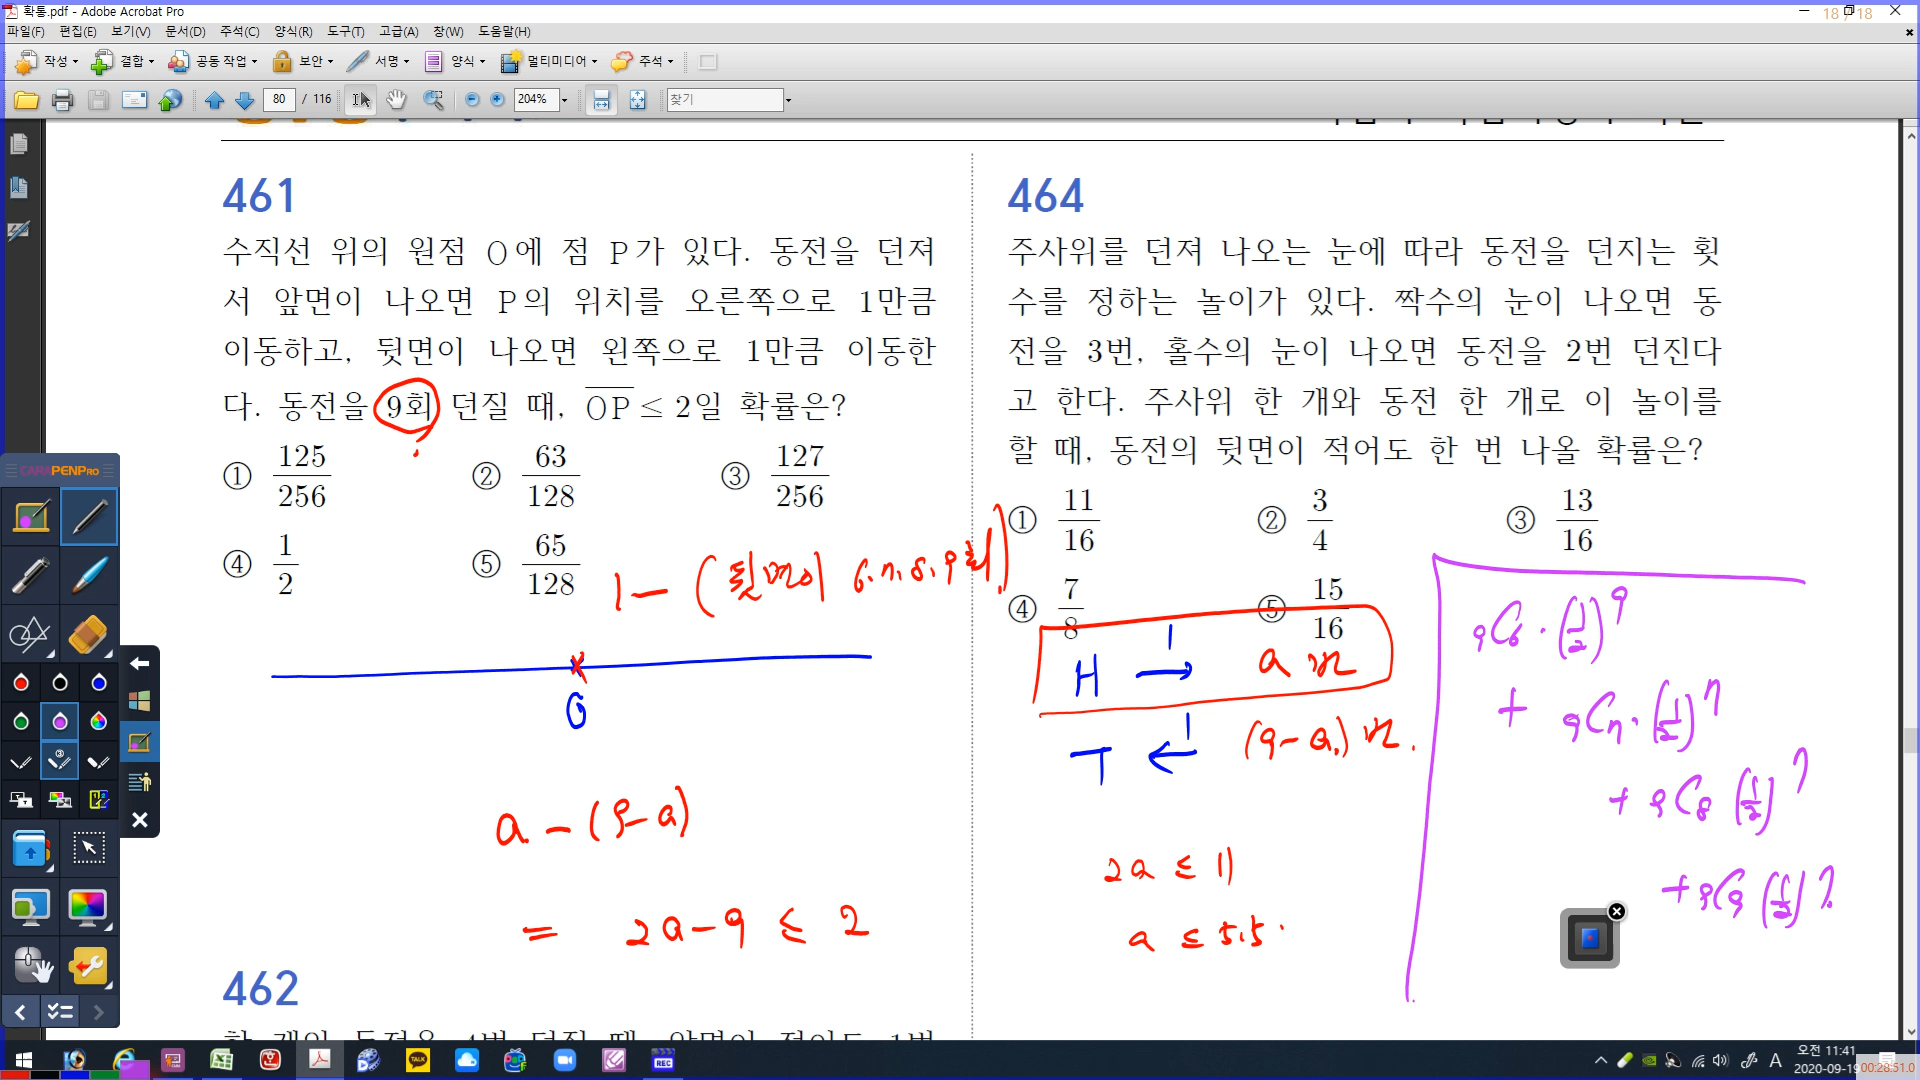 확통.pdf - Adobe Acrobat Pro
18 / 18
파일(F) 편집(E) 보기(V) 문서(D) 주석(C) 양식(R) 도구(T) 고급(A) 창(W) 도움말(H)
작성 결합 공동 작업 보안 서명 양식 멀티미디어 주석
80 / 116 204% 찾기
461
수직선 위의 원점 O에 점 P가 있다. 동전을 던져
서 앞면이 나오면 P의 위치를 오른쪽으로 1만큼
이동하고, 뒷면이 나오면 왼쪽으로 1만큼 이동한
다. 동전을 9회 던질 때, OP ≤ 2일 확률은?
① 125/256 ② 63/128 ③ 127/256
④ 1/2 ⑤ 65/128
1 - (뒷면이 6.7.8.9회)
O
a - (9-a)
= 2a-9 ≤ 2
462
464
주사위를 던져 나오는 눈에 따라 동전을 던지는 횟
수를 정하는 놀이가 있다. 짝수의 눈이 나오면 동
전을 3번, 홀수의 눈이 나오면 동전을 2번 던진다
고 한다. 주사위 한 개와 동전 한 개로 이 놀이를
할 때, 동전의 뒷면이 적어도 한 번 나올 확률은?
① 11/16 ② 3/4 ③ 13/16
④ 7/8 ⑤ 15/16
H → 1 a 번
T ← 1 (9-a) 번.
2a ≤ 11
a ≤ 5.5.
9C6 · (1/2)^9
+ 9C7 · (1/2)^9
+ 9C8 (1/2)^9
+ 9C9 (1/2)^9
CARAPENPRO
TALK
REC
A
오전 11:41
2020-09-19
00:28:51.0